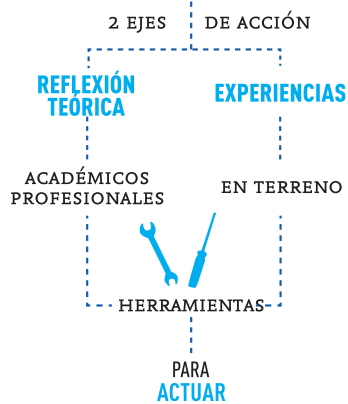 2 EJES DE ACCIÓN
REFLEXIÓN
TEÓRICA
EXPERIENCIAS
ACADÉMICOS
PROFESIONALES
EN TERRENO
HERRAMIENTAS
PARA
ACTUAR